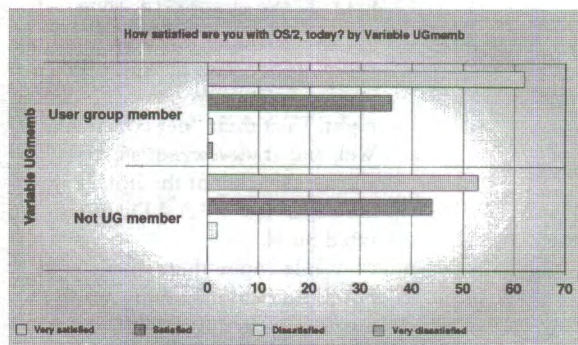 How satisfied are you with OS/2, today? by Variable UGmemb
Variable UGmemb
User group member
Not UG member
0 10 20 30 40 50 60 70
Very satisfied Satisfied Dissatisfied Very dissatisfied